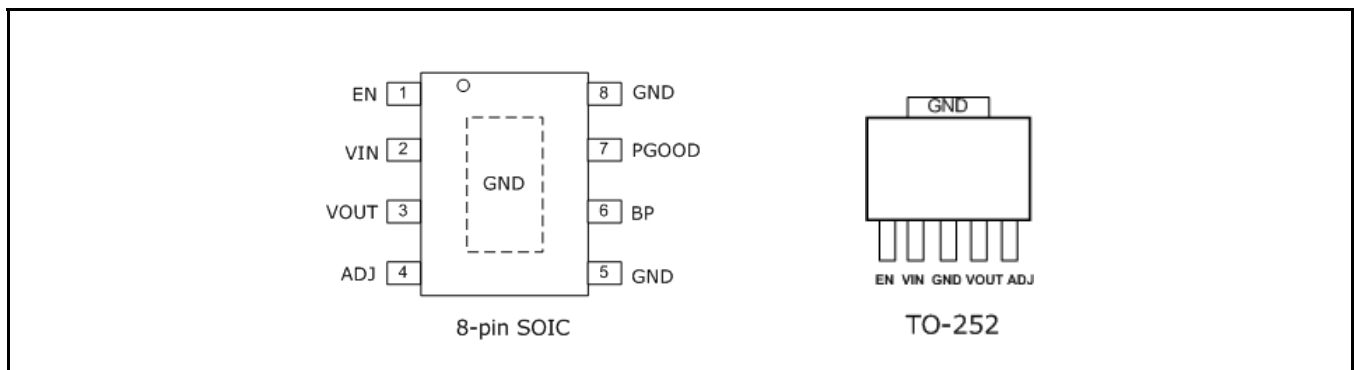 EN 1
VIN 2
VOUT 3
ADJ 4
GND
8 GND
7 PGOOD
6 BP
5 GND
8-pin SOIC
GND
EN VIN GND VOUT ADJ
TO-252